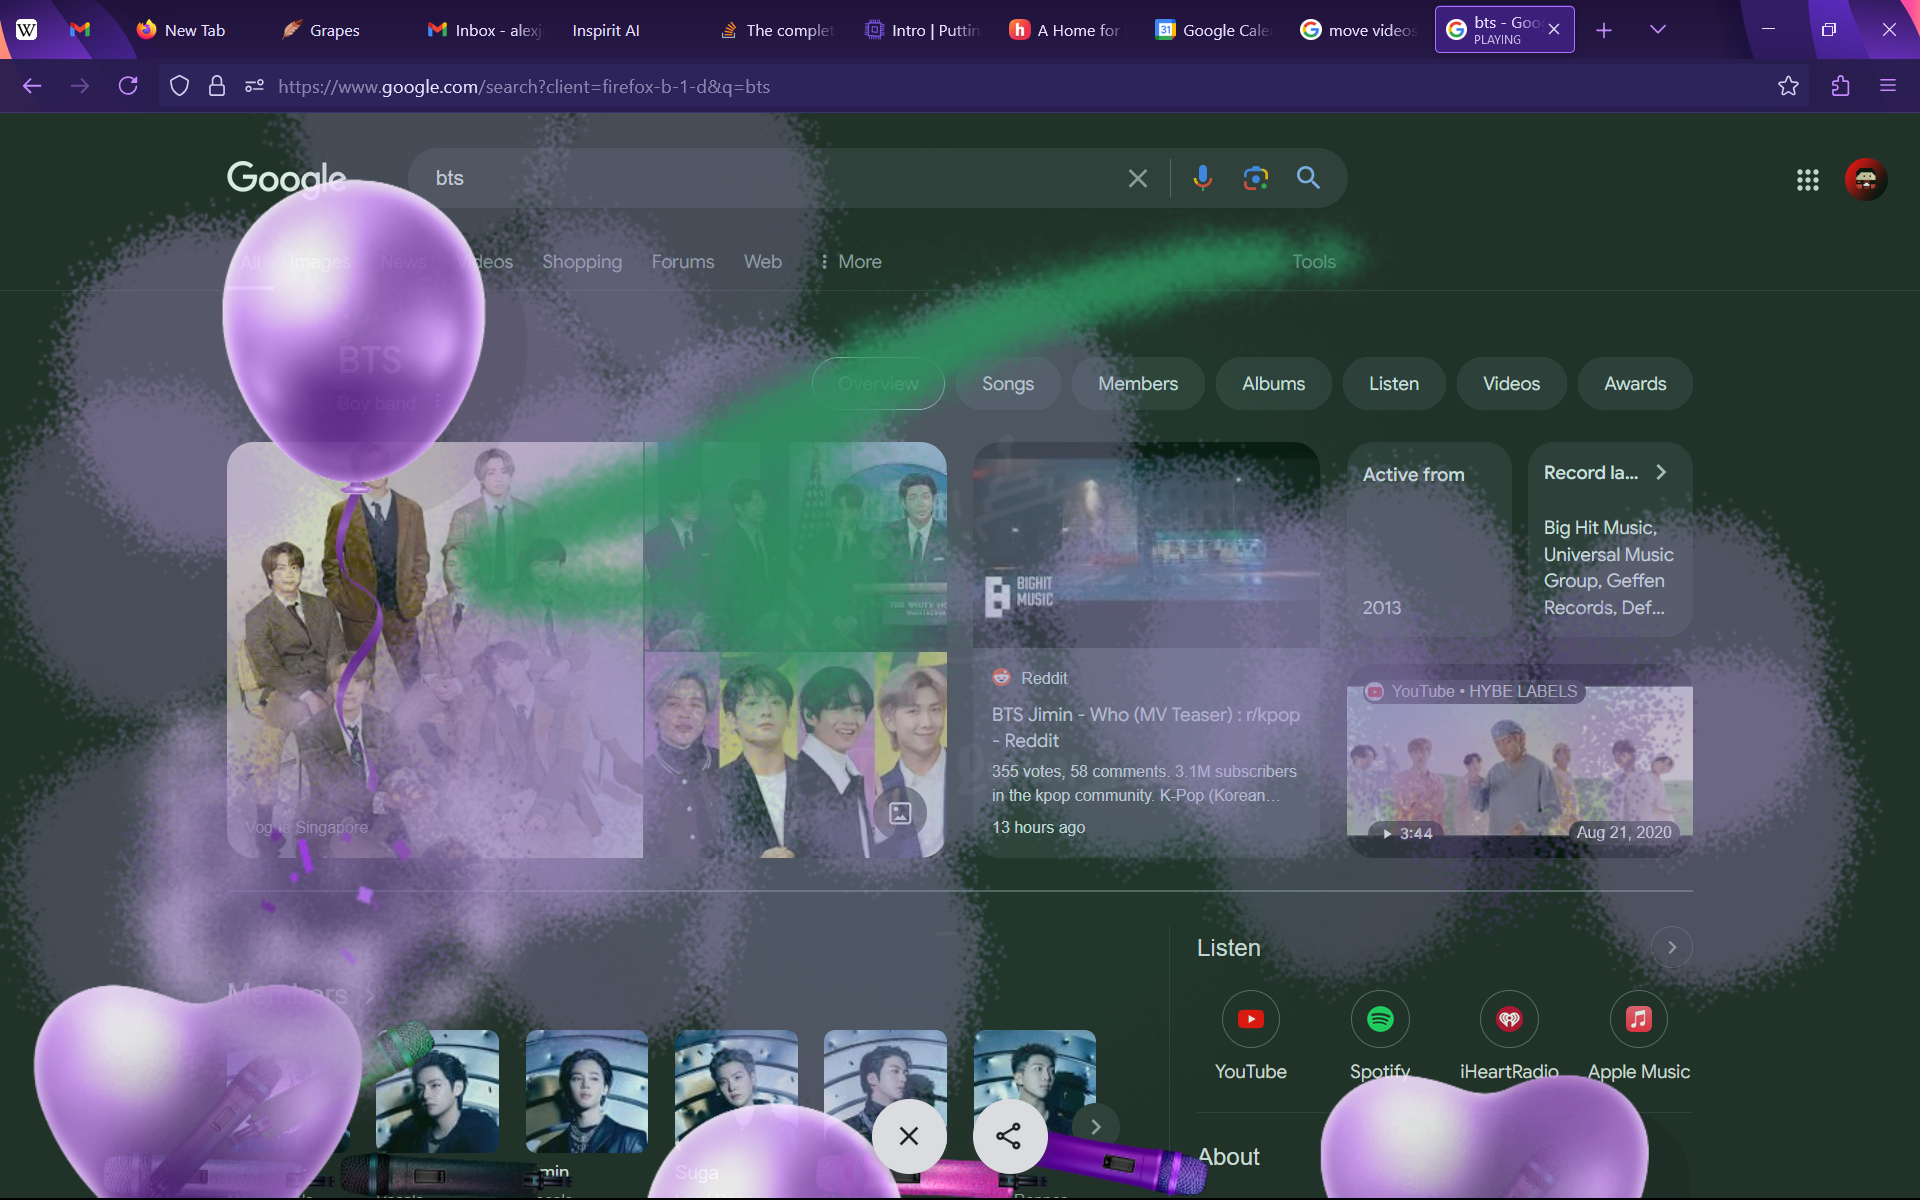 New Tab
Grapes
Inbox - alexj
Inspirit AI
The complet
Intro | Puttin
A Home for
31
Google Cale
move videos
bts - Goo
PLAYING
https://www.google.com/search?client=firefox-b-1-d&q=bts
Google
bts
All
Images
News
Videos
Shopping
Forums
Web
More
Tools
BTS
Boy band
Overview
Songs
Members
Albums
Listen
Videos
Awards
Vogue Singapore
BIGHIT
MUSIC
Reddit
BTS Jimin - Who (MV Teaser) : r/kpop
- Reddit
355 votes, 58 comments. 3.1M subscribers
in the kpop community. K-Pop (Korean...
13 hours ago
Active from
2013
Record la...
Big Hit Music,
Universal Music
Group, Geffen
Records, Def...
YouTube • HYBE LABELS
3:44
Aug 21, 2020
Members
Suga
Listen
YouTube
Spotify
iHeartRadio
Apple Music
About